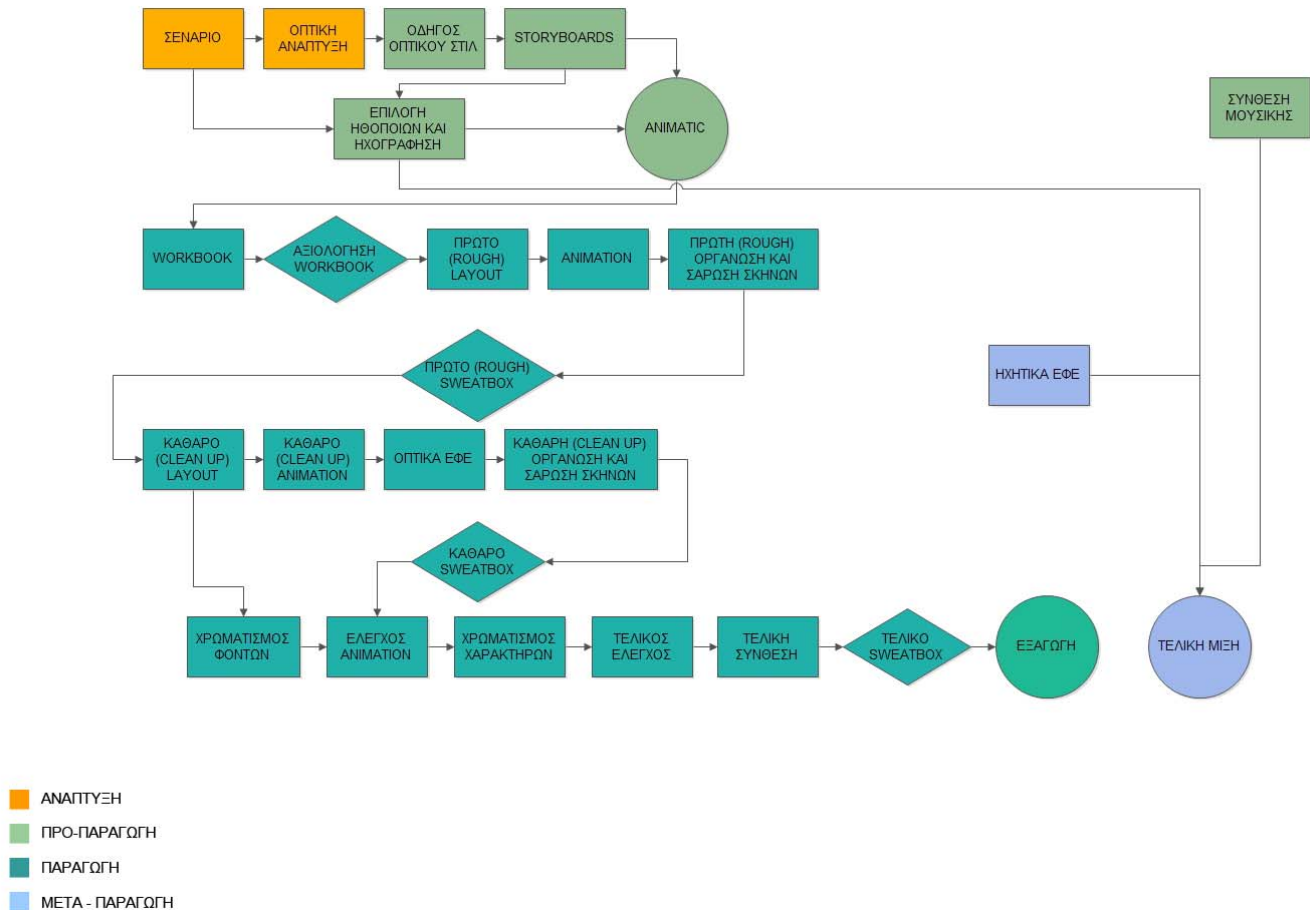 ΣΕΝΑΡΙΟ
ΟΠΤΙΚΗ
ΑΝΑΠΤΥΞΗ
ΟΔΗΓΟΣ
ΟΠΤΙΚΟΥ ΣΤΙΛ
STORYBOARDS
ΕΠΙΛΟΓΗ
ΗΘΟΠΟΙΩΝ ΚΑΙ
ΗΧΟΓΡΑΦΗΣΗ
ANIMATIC
ΣΥΝΘΕΣΗ
ΜΟΥΣΙΚΗΣ
WORKBOOK
ΑΞΙΟΛΟΓΗΣΗ
WORKBOOK
ΠΡΩΤΟ
(ROUGH)
LAYOUT
ANIMATION
ΠΡΩΤΗ (ROUGH)
ΟΡΓΑΝΩΣΗ ΚΑΙ
ΣΑΡΩΣΗ ΣΚΗΝΩΝ
ΠΡΩΤΟ (ROUGH)
SWEATBOX
ΗΧΗΤΙΚΑ ΕΦΕ
ΚΑΘΑΡΟ
(CLEAN UP)
LAYOUT
ΚΑΘΑΡΟ
(CLEAN UP)
ANIMATION
ΟΠΤΙΚΑ ΕΦΕ
ΚΑΘΑΡΗ (CLEAN UP)
ΟΡΓΑΝΩΣΗ ΚΑΙ
ΣΑΡΩΣΗ ΣΚΗΝΩΝ
ΚΑΘΑΡΟ
SWEATBOX
ΧΡΩΜΑΤΙΣΜΟΣ
ΦΟΝΤΩΝ
ΕΛΕΓΧΟΣ
ANIMATION
ΧΡΩΜΑΤΙΣΜΟΣ
ΧΑΡΑΚΤΗΡΩΝ
ΤΕΛΙΚΟΣ
ΕΛΕΓΧΟΣ
ΤΕΛΙΚΗ
ΣΥΝΘΕΣΗ
ΤΕΛΙΚΟ
SWEATBOX
ΕΞΑΓΩΓΗ
ΤΕΛΙΚΗ ΜΙΞΗ
ΑΝΑΠΤΥΞΗ
ΠΡΟ-ΠΑΡΑΓΩΓΗ
ΠΑΡΑΓΩΓΗ
ΜΕΤΑ - ΠΑΡΑΓΩΓΗ